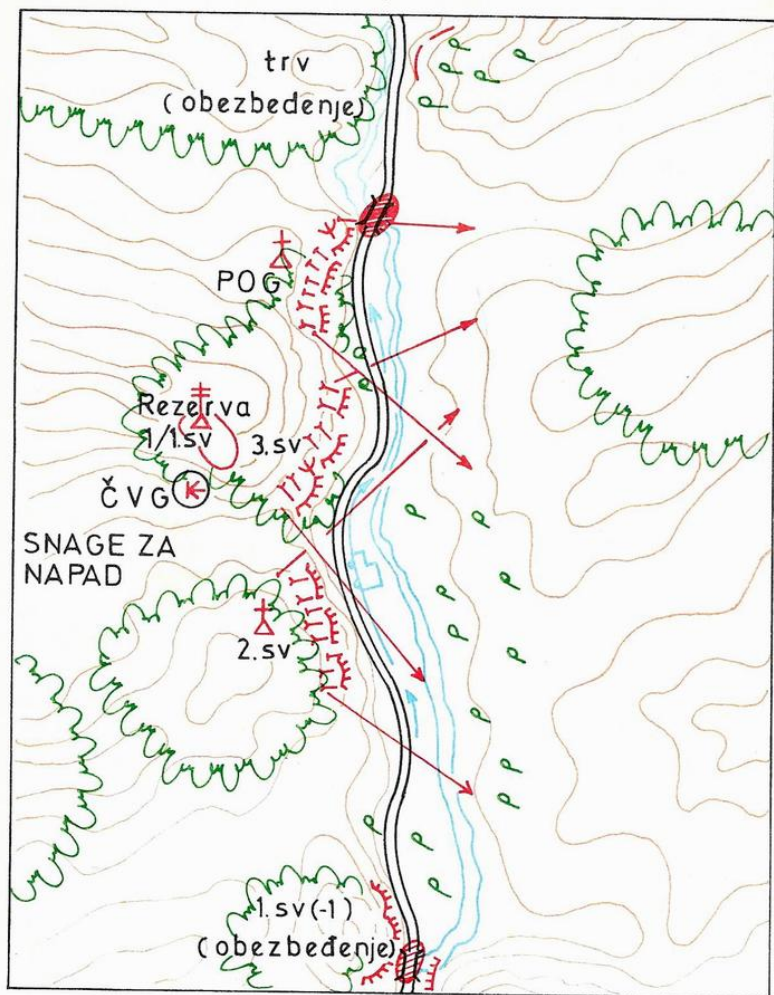 trv
(obezbeđenje)
POG
Rezerva
1/1.sv
3.sv
ČVG
SNAGE ZA
NAPAD
2.sv
1.sv(-1)
(obezbeđenje)